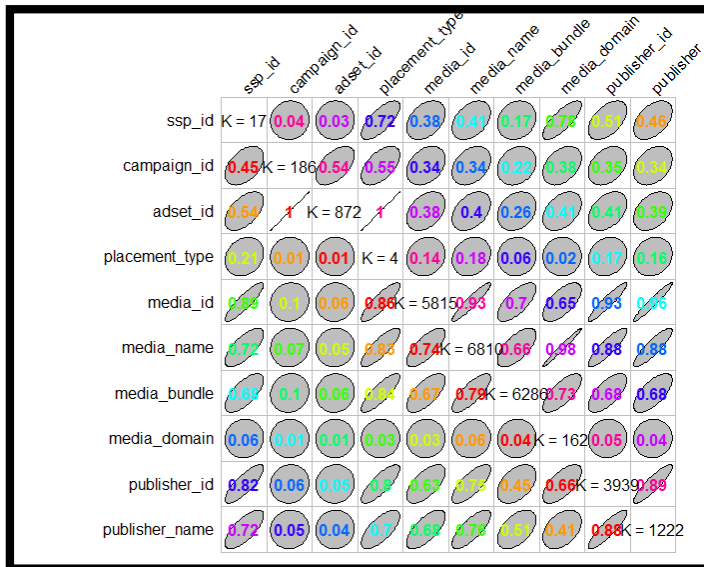 ssp_id campaign_id adset_id placement_type media_id media_name media_bundle media_domain publisher_id publisher
ssp_id K = 17 0.04 0.03 0.72 0.38 0.41 0.17 0.78 0.51 0.46
campaign_id 0.45 K = 186 0.54 0.55 0.34 0.34 0.22 0.38 0.35 0.34
adset_id 0.54 1 K = 872 1 0.38 0.4 0.26 0.41 0.41 0.39
placement_type 0.21 0.01 0.01 K = 4 0.14 0.18 0.06 0.02 0.17 0.16
media_id 0.89 0.1 0.06 0.86 K = 5815 0.93 0.7 0.65 0.93 0.96
media_name 0.72 0.07 0.05 0.83 0.74 K = 6810 0.66 0.98 0.88 0.88
media_bundle 0.68 0.1 0.06 0.84 0.67 0.79 K = 6286 0.73 0.68 0.68
media_domain 0.06 0.01 0.01 0.03 0.03 0.06 0.04 K = 162 0.05 0.04
publisher_id 0.82 0.06 0.05 0.8 0.63 0.75 0.45 0.66 K = 3939 0.89
publisher_name 0.72 0.05 0.04 0.7 0.68 0.76 0.51 0.41 0.88 K = 1222